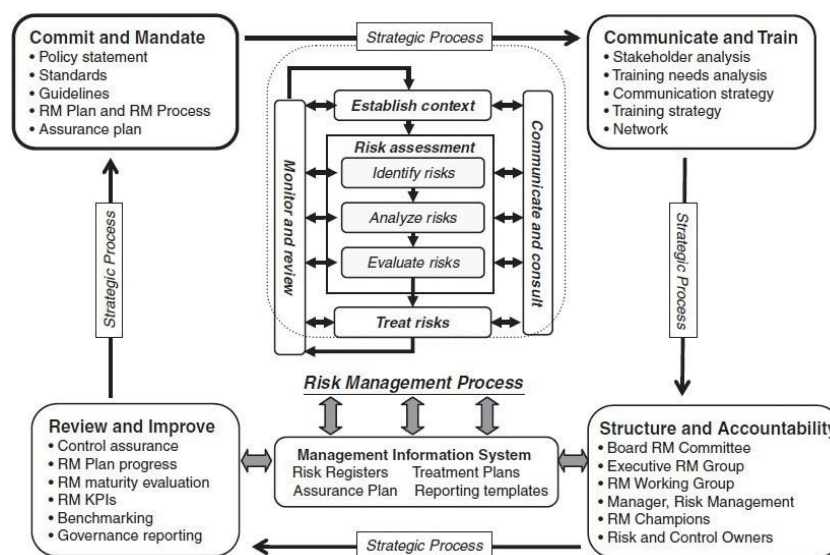 Commit and Mandate
• Policy statement
• Standards
• Guidelines
• RM Plan and RM Process
• Assurance plan
Strategic Process
Communicate and Train
• Stakeholder analysis
• Training needs analysis
• Communication strategy
• Training strategy
• Network
Establish context
Risk assessment
Identify risks
Analyze risks
Evaluate risks
Treat risks
Monitor and review
Communicate and consult
Strategic Process
Strategic Process
Risk Management Process
Review and Improve
• Control assurance
• RM Plan progress
• RM maturity evaluation
• RM KPIs
• Benchmarking
• Governance reporting
Management Information System
Risk Registers Treatment Plans
Assurance Plan Reporting templates
Structure and Accountability
• Board RM Committee
• Executive RM Group
• RM Working Group
• Manager, Risk Management
• RM Champions
• Risk and Control Owners
Strategic Process